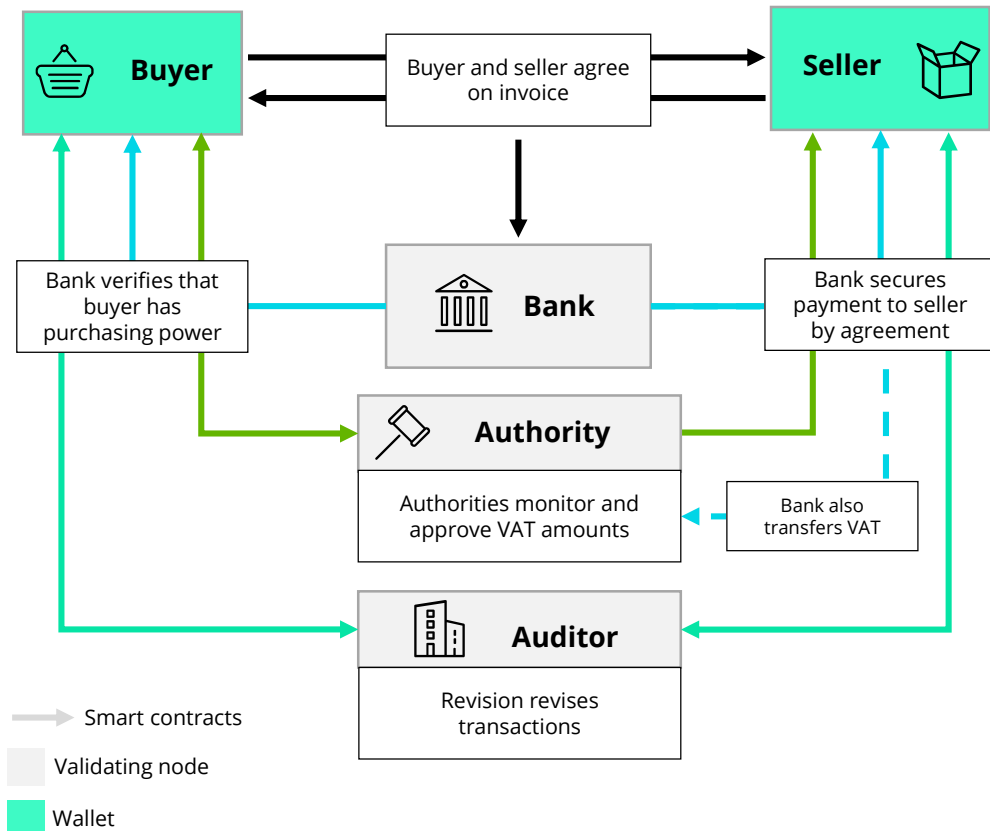 Buyer
Buyer and seller agree
on invoice
Seller
Bank verifies that
buyer has
purchasing power
Bank
Bank secures
payment to seller
by agreement
Authority
Authorities monitor and
approve VAT amounts
Bank also
transfers VAT
Auditor
Revision revises
transactions
Smart contracts
Validating node
Wallet